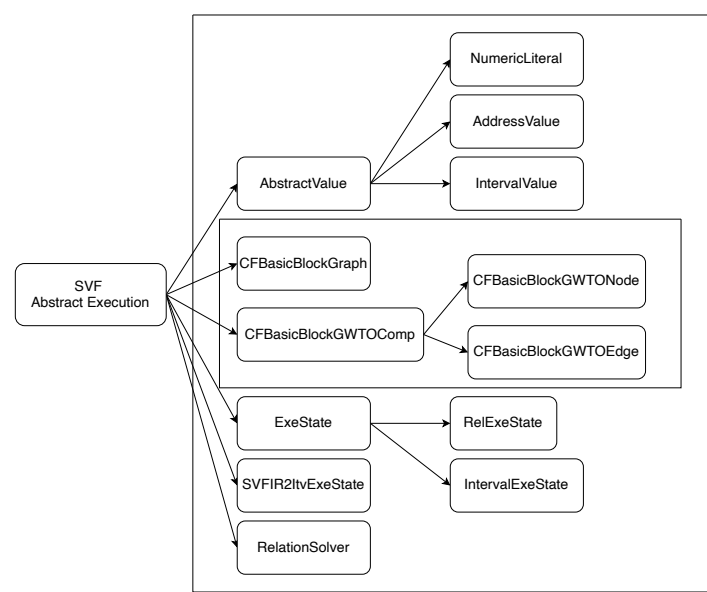 NumericLiteral
AddressValue
AbstractValue
IntervalValue
CFBasicBlockGraph
CFBasicBlockGWTONode
SVF
Abstract Execution
CFBasicBlockGWTOComp
CFBasicBlockGWTOEdge
ExeState
RelExeState
SVFIR2ItvExeState
IntervalExeState
RelationSolver